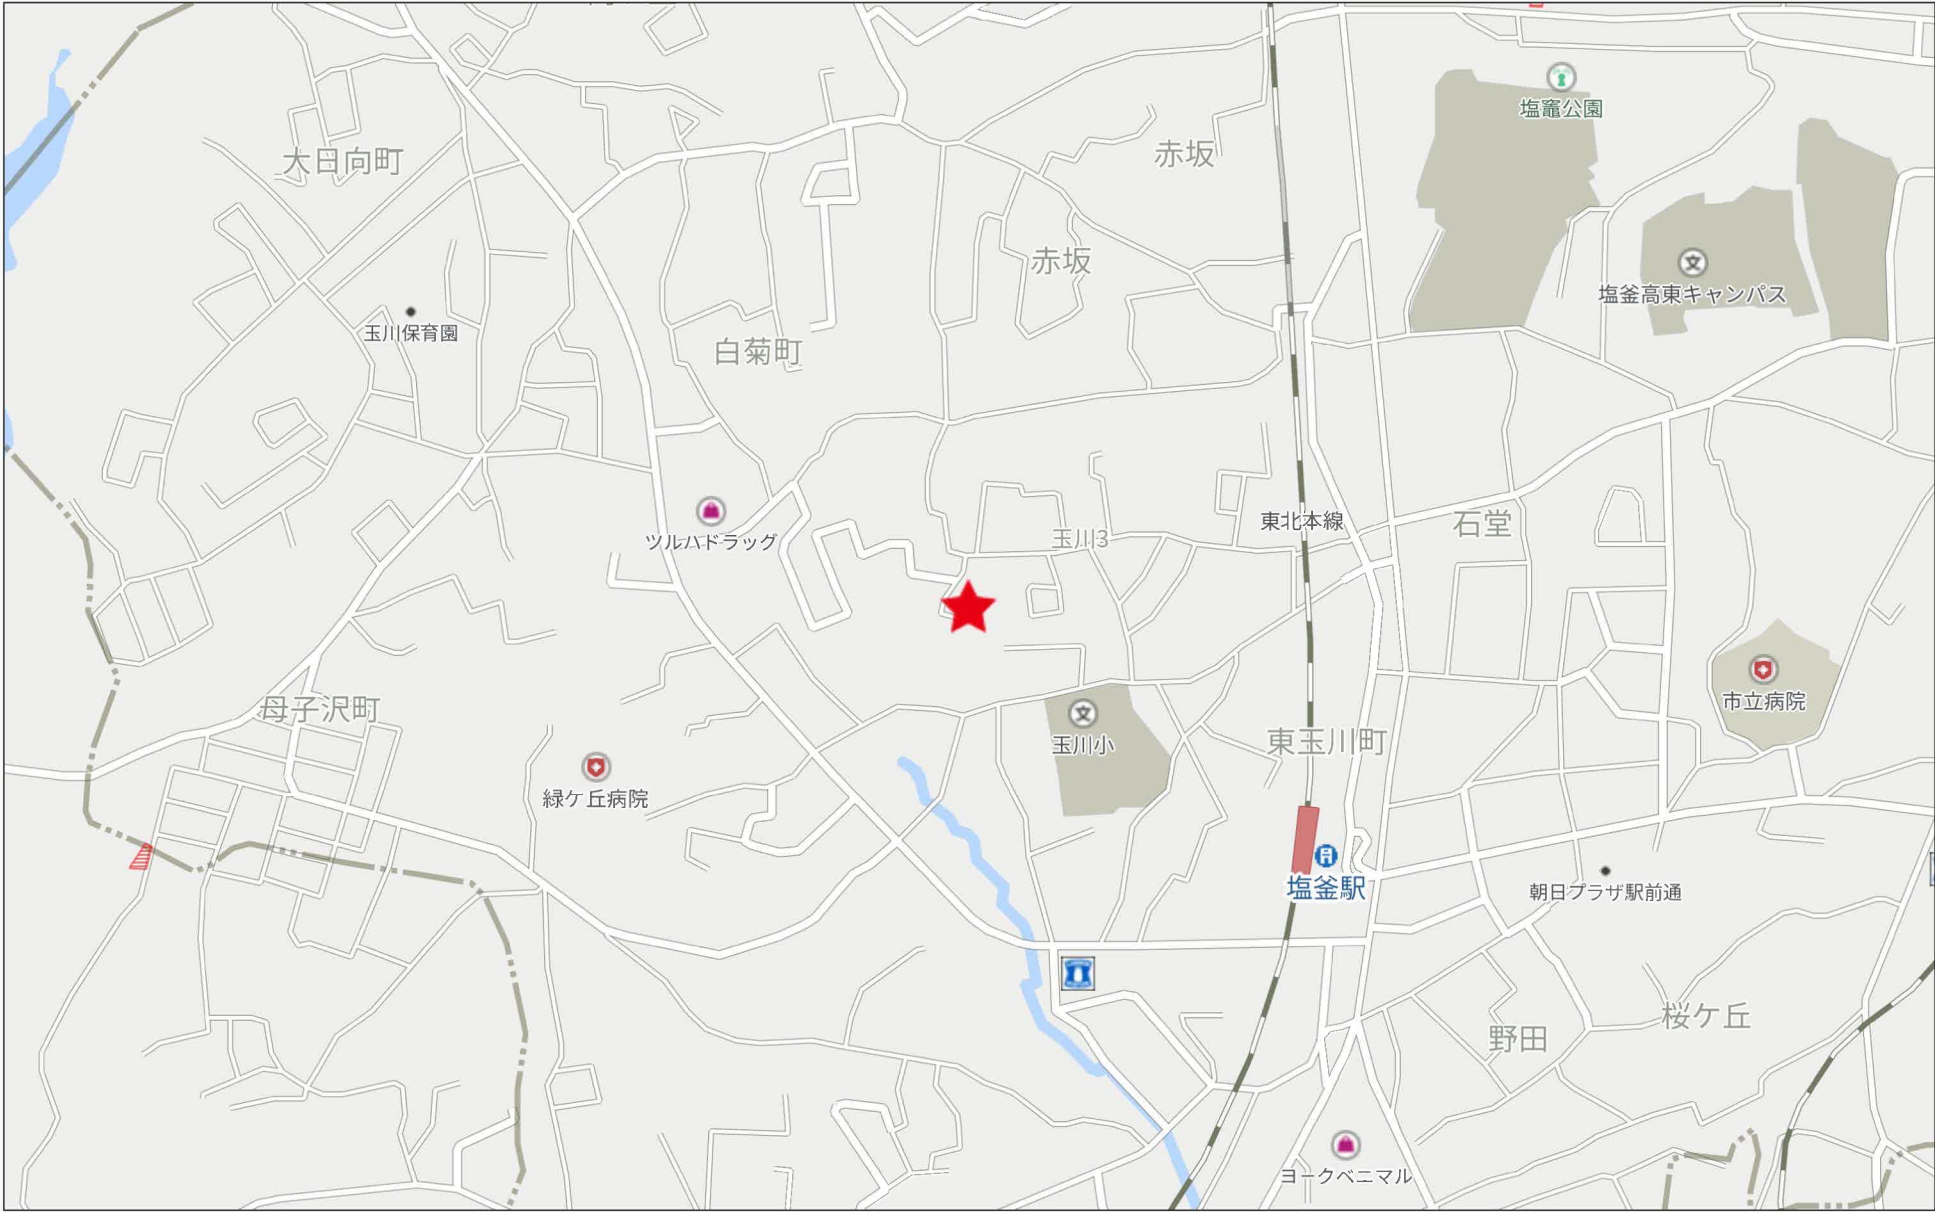 塩竈公園
大日向町
赤坂
赤坂
塩釜高東キャンパス
玉川保育園
白菊町
東北本線
石堂
ツルハドラッグ
玉川3
母子沢町
市立病院
玉川小
東玉川町
緑ケ丘病院
塩釜駅
朝日プラザ駅前通
桜ケ丘
野田
ヨークベニマル